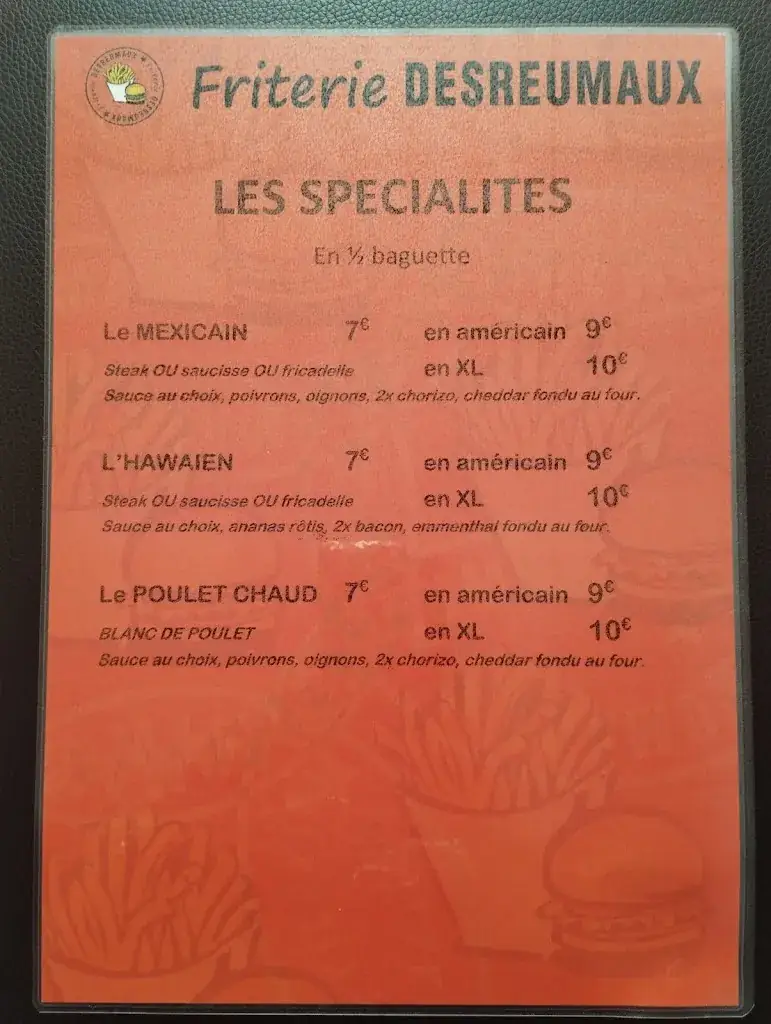 Friterie DESREUMAUX
LES SPECIALITES
En ½ baguette
Le MEXICAIN 7€ en américain 9€
Steak OU saucisse OU fricadelle en XL 10€
Sauce au choix, poivrons, oignons, 2x chorizo, cheddar fondu au four.
L'HAWAIEN 7€ en américain 9€
Steak OU saucisse OU fricadelle en XL 10€
Sauce au choix, ananas rôtis, 2x bacon, emmenthal fondu au four.
Le POULET CHAUD 7€ en américain 9€
BLANC DE POULET en XL 10€
Sauce au choix, poivrons, oignons, 2x chorizo, cheddar fondu au four.